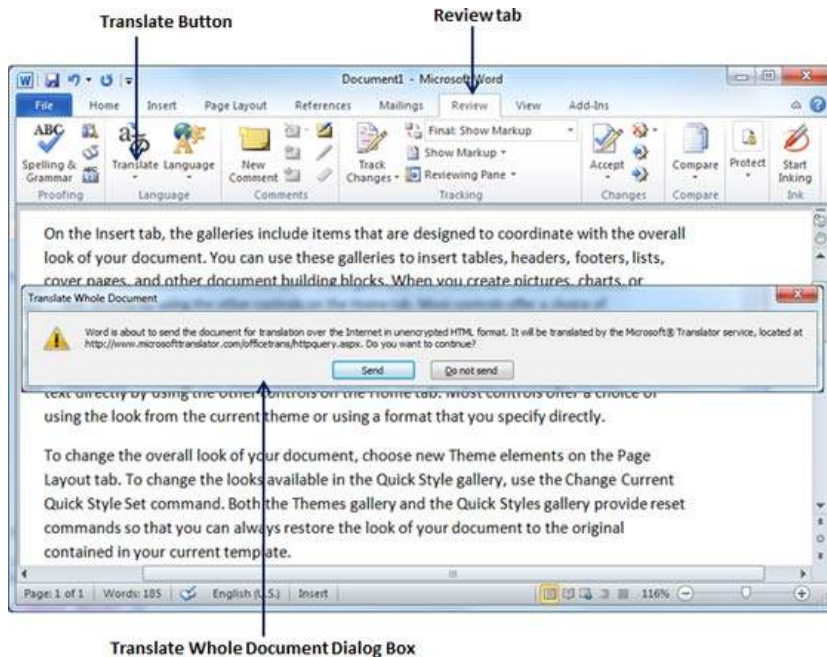 Translate Button
Review tab
Document1 - Microsoft Word
File Home Insert Page Layout References Mailings Review View Add-Ins
ABC
Spelling & Grammar
Translate
Language
New Comment
Track Changes
Final: Show Markup
Show Markup
Reviewing Pane
Accept
Compare
Protect
Start Inking
Proofing Language Comments Tracking Changes Compare Ink
On the Insert tab, the galleries include items that are designed to coordinate with the overall
look of your document. You can use these galleries to insert tables, headers, footers, lists,
cover pages, and other document building blocks. When you create pictures, charts, or
Translate Whole Document
Word is about to send the document for translation over the Internet in unencrypted HTML format. It will be translated by the Microsoft® Translator service, located at
http://www.microsofttranslator.com/officetrans/httpquery.aspx. Do you want to continue?
Send Do not send
text directly by using the other controls on the Home tab. Most controls offer a choice of
using the look from the current theme or using a format that you specify directly.
To change the overall look of your document, choose new Theme elements on the Page
Layout tab. To change the looks available in the Quick Style gallery, use the Change Current
Quick Style Set command. Both the Themes gallery and the Quick Styles gallery provide reset
commands so that you can always restore the look of your document to the original
contained in your current template.
Page: 1 of 1 Words: 185 English (U.S.) Insert 116%
Translate Whole Document Dialog Box